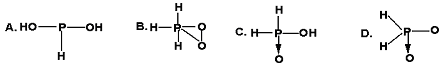 A. HO—P—OH
H
B. H H—P—O H O
C. H H—P—OH O
D. H H P—O O